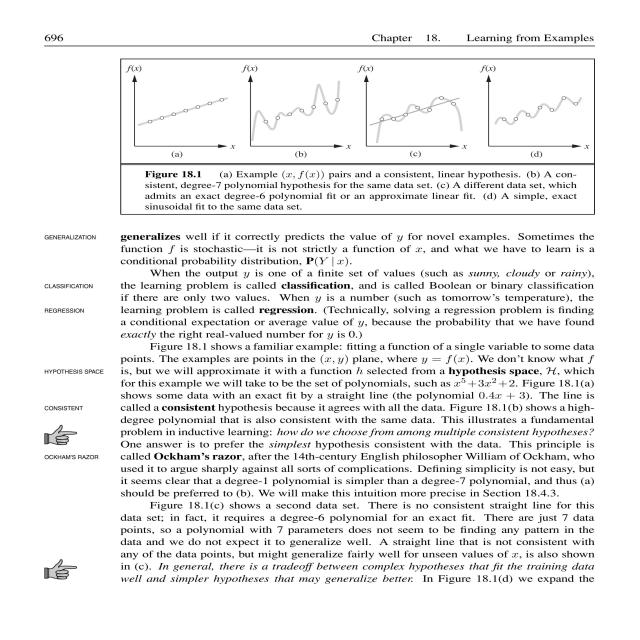 696 Chapter 18. Learning from Examples
f(x) f(x) f(x) f(x)
x x x x
(a) (b) (c) (d)
Figure 18.1 (a) Example (x, f(x)) pairs and a consistent, linear hypothesis. (b) A con-
sistent, degree-7 polynomial hypothesis for the same data set. (c) A different data set, which
admits an exact degree-6 polynomial fit or an approximate linear fit. (d) A simple, exact
sinusoidal fit to the same data set.
GENERALIZATION generalizes well if it correctly predicts the value of y for novel examples. Sometimes the
function f is stochastic—it is not strictly a function of x, and what we have to learn is a
conditional probability distribution, P(Y | x).
When the output y is one of a finite set of values (such as sunny, cloudy or rainy),
CLASSIFICATION the learning problem is called classification, and is called Boolean or binary classification
if there are only two values. When y is a number (such as tomorrow's temperature), the
REGRESSION learning problem is called regression. (Technically, solving a regression problem is finding
a conditional expectation or average value of y, because the probability that we have found
exactly the right real-valued number for y is 0.)
Figure 18.1 shows a familiar example: fitting a function of a single variable to some data
points. The examples are points in the (x, y) plane, where y = f(x). We don't know what f
HYPOTHESIS SPACE is, but we will approximate it with a function h selected from a hypothesis space, H, which
for this example we will take to be the set of polynomials, such as x⁵+3x²+2. Figure 18.1(a)
shows some data with an exact fit by a straight line (the polynomial 0.4x + 3). The line is
CONSISTENT called a consistent hypothesis because it agrees with all the data. Figure 18.1(b) shows a high-
degree polynomial that is also consistent with the same data. This illustrates a fundamental
problem in inductive learning: how do we choose from among multiple consistent hypotheses?
One answer is to prefer the simplest hypothesis consistent with the data. This principle is
OCKHAM'S RAZOR called Ockham's razor, after the 14th-century English philosopher William of Ockham, who
used it to argue sharply against all sorts of complications. Defining simplicity is not easy, but
it seems clear that a degree-1 polynomial is simpler than a degree-7 polynomial, and thus (a)
should be preferred to (b). We will make this intuition more precise in Section 18.4.3.
Figure 18.1(c) shows a second data set. There is no consistent straight line for this
data set; in fact, it requires a degree-6 polynomial for an exact fit. There are just 7 data
points, so a polynomial with 7 parameters does not seem to be finding any pattern in the
data and we do not expect it to generalize well. A straight line that is not consistent with
any of the data points, but might generalize fairly well for unseen values of x, is also shown
in (c). In general, there is a tradeoff between complex hypotheses that fit the training data
well and simpler hypotheses that may generalize better. In Figure 18.1(d) we expand the